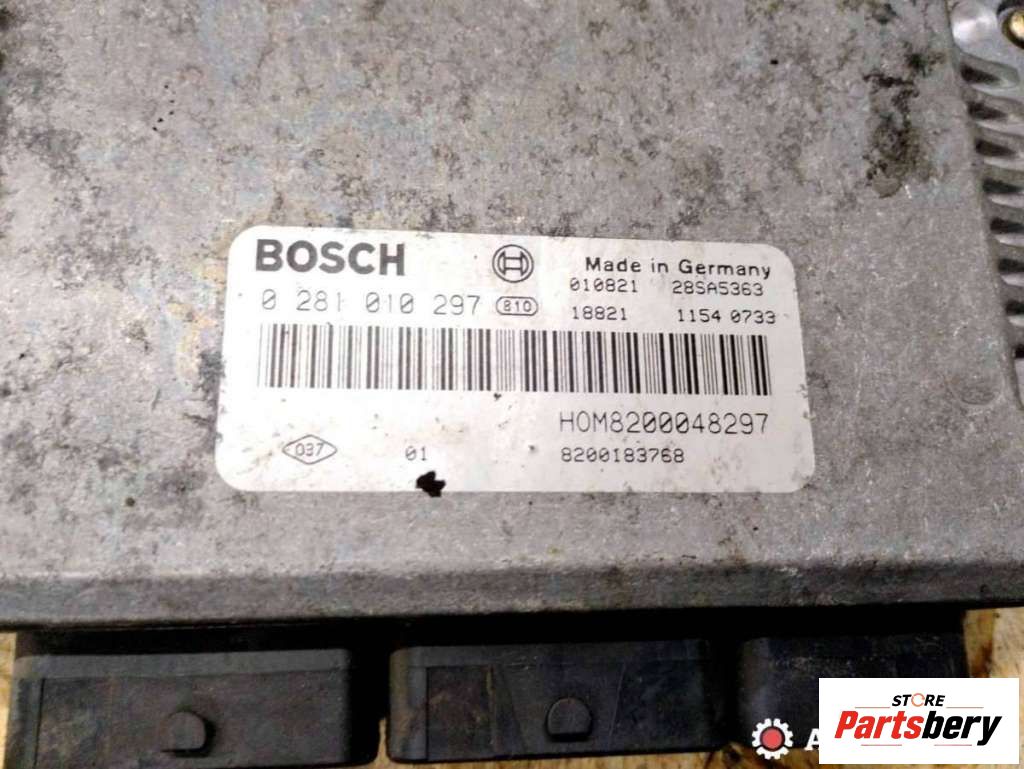 BOSCH Made in Germany
010821 28SA5363
0 281 010 297 810 18821 1154 0733
HOM8200048297
037 01 8200183768
STORE
Partsbery